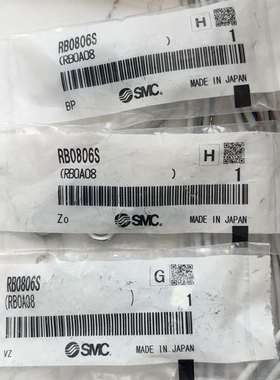 RB0806S
H
(RB0A08 )
1
BP
SMC.
MADE IN JAPAN
RB0806S
H
(RB0A08 )
1
Zo
SMC.
MADE IN JAPAN
RB0806S
G
(RB0A08 )
1
VZ
SMC.
MADE IN JAPAN